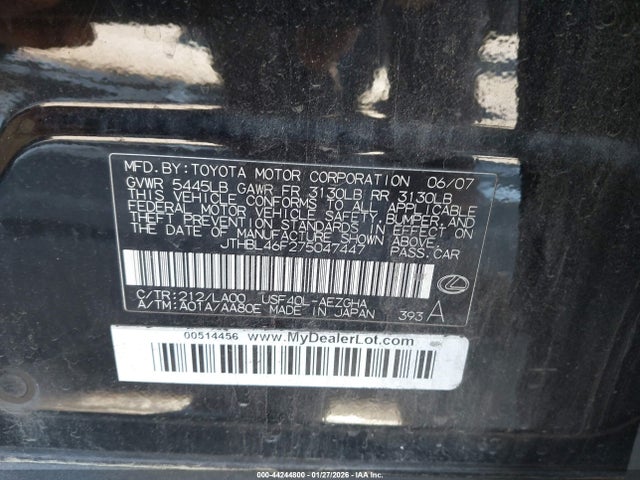 MFD.BY:TOYOTA MOTOR CORPORATION 06/07
GVWR 5445LB GAWR FR 3130LB RR 3130LB
THIS VEHICLE CONFORMS TO ALL APPLICABLE
FEDERAL MOTOR VEHICLE SAFETY, BUMPER, AND
THEFT PREVENTION STANDARDS IN EFFECT ON
THE DATE OF MANUFACTURE SHOWN ABOVE.
JTHBL46F275047447 PASS.CAR
C/TR:212/LA00 USF40L-AEZGHA
A/TM:A01A/AA80E MADE IN JAPAN 393 A
00514456 www.MyDealerLot.com
000-44244800 - 01/27/2026 - IAA Inc.